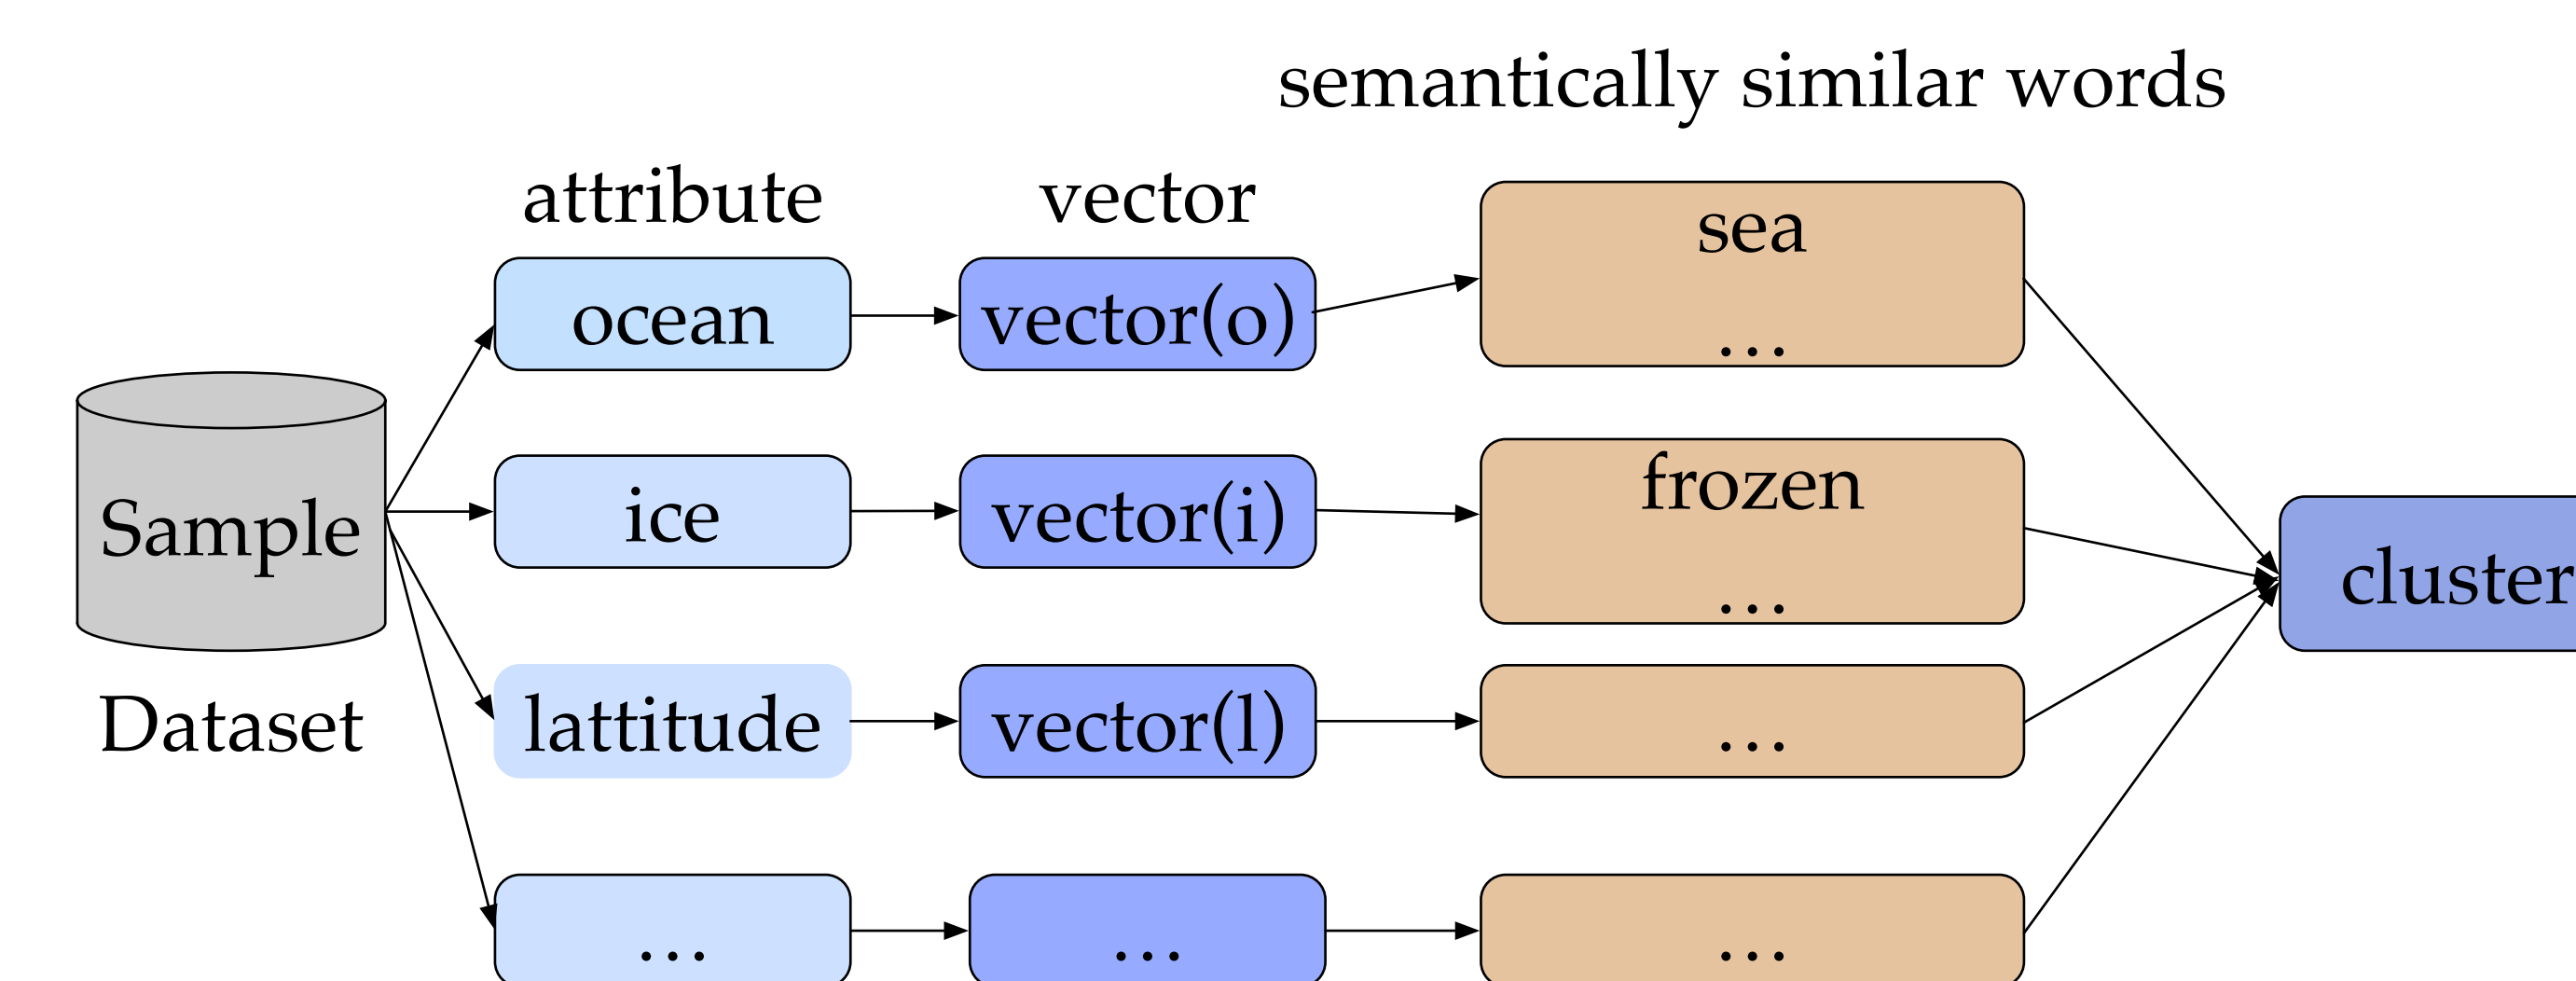 semantically similar words
attribute
vector
ocean
vector(o)
sea
...
Sample
ice
vector(i)
frozen
...
cluster
Dataset
lattitude
vector(l)
...
...
...
...